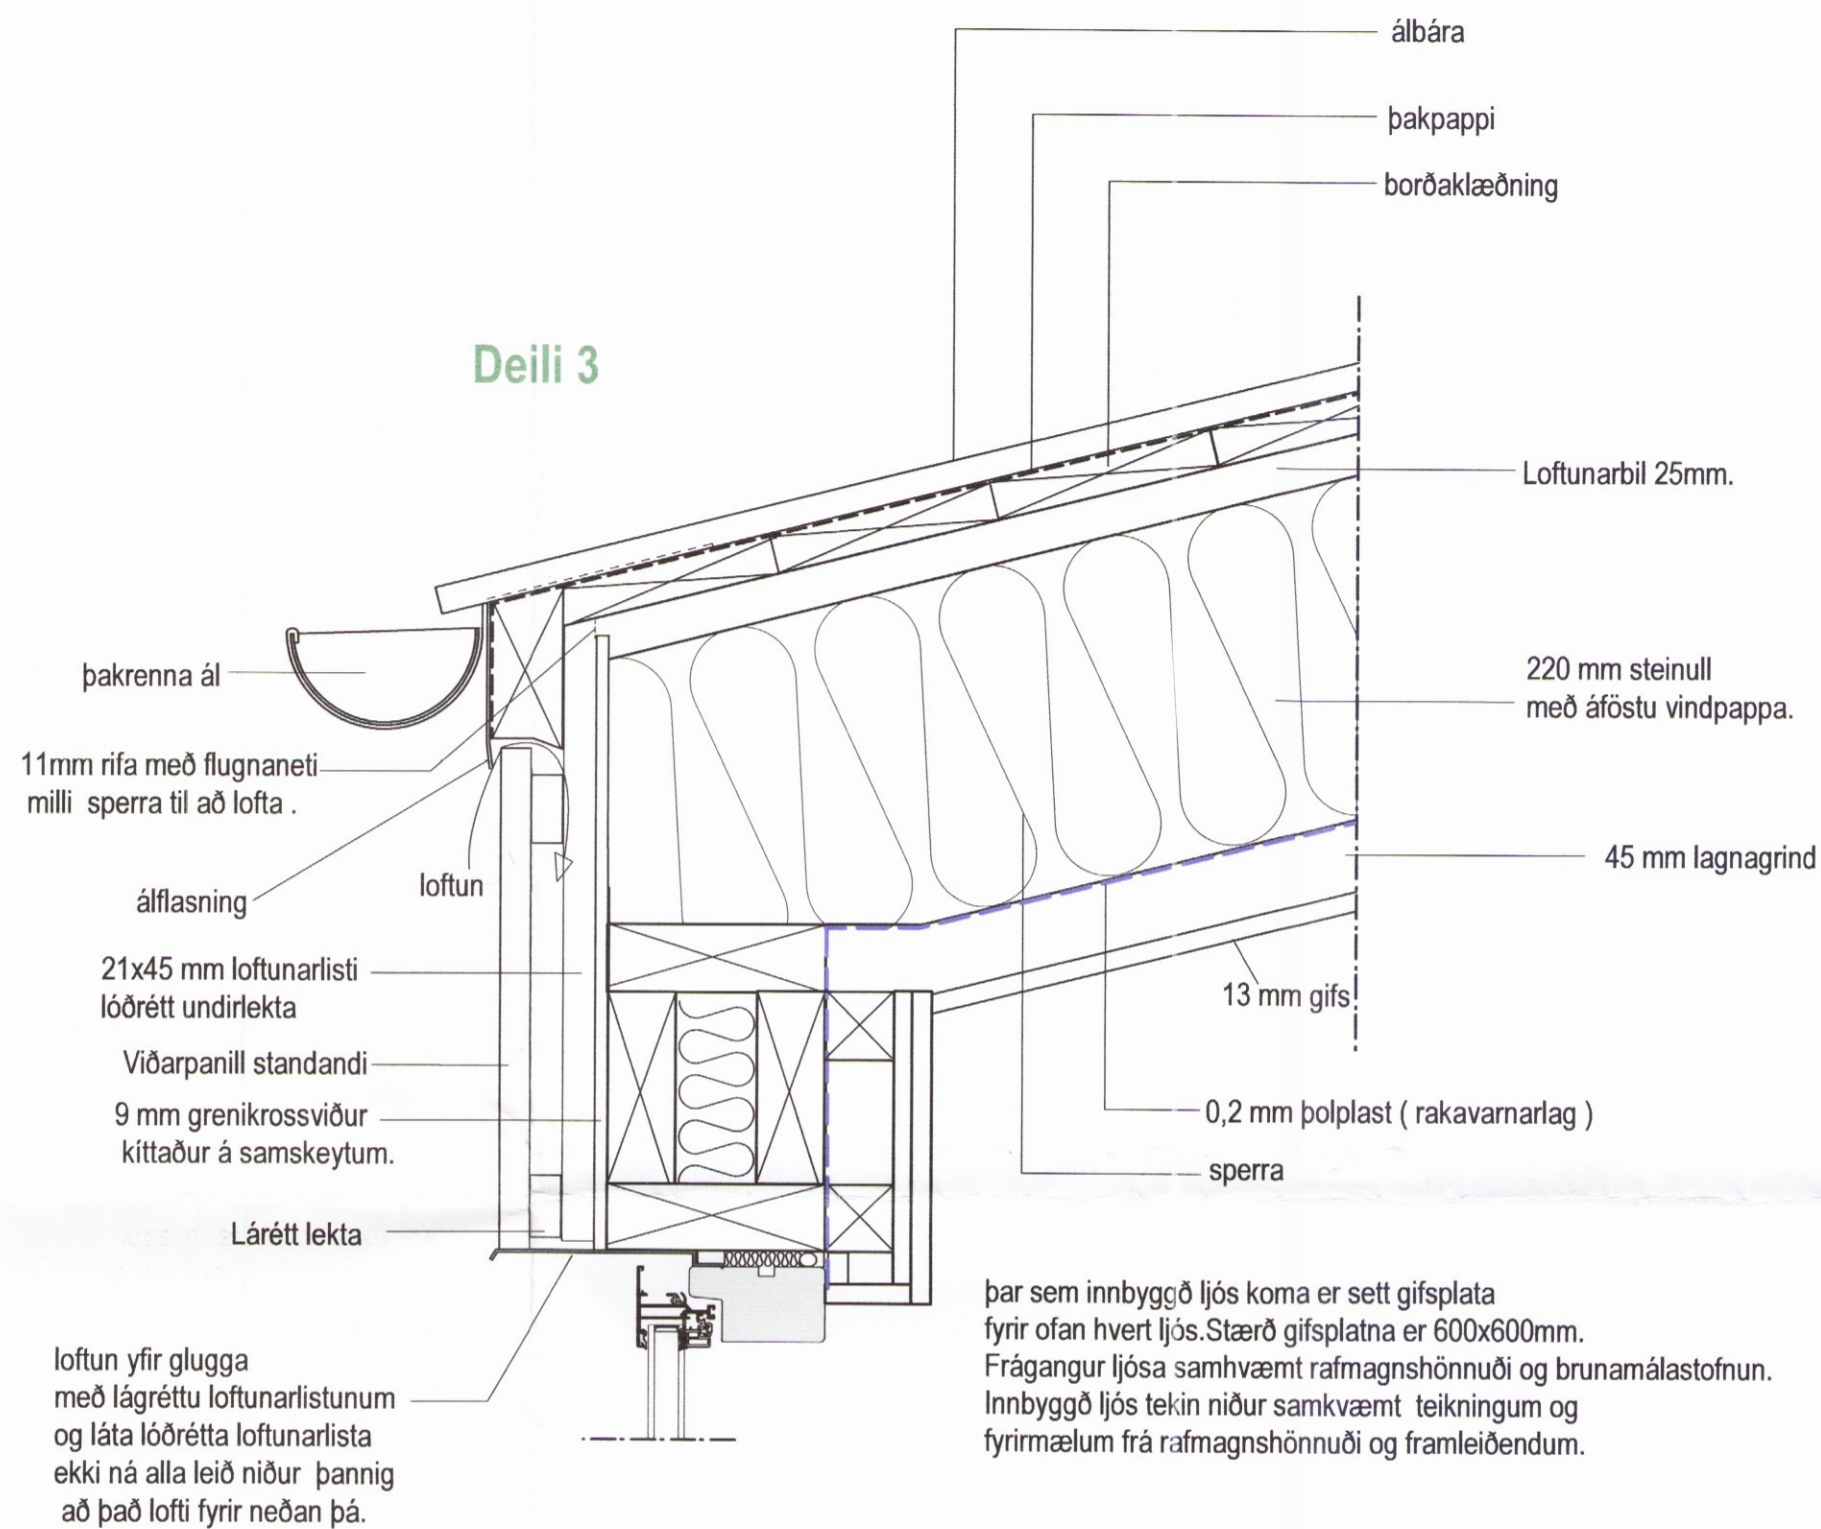 álbára
þakpappi
borðaklæðning
Deili 3
Loftunarbil 25mm.
þakrenna ál
220 mm steinull
með áföstu vindpappa.
11mm rifa með flugnaneti
milli sperra til að lofta .
loftun
45 mm lagnagrind
álflasning
21x45 mm loftunarlisti
lóðrétt undirlekta
13 mm gifs
Viðarpanill standandi
9 mm grenikrossviður
kíttaður á samskeytum.
0,2 mm þolplast ( rakavarnarlag )
sperra
Lárétt lekta
þar sem innbyggð ljós koma er sett gifsplata
fyrir ofan hvert ljós.Stærð gifsplatna er 600x600mm.
Frágangur ljósa samhvæmt rafmagnshönnuði og brunamálastofnun.
Innbyggð ljós tekin niður samkvæmt teikningum og
fyrirmælum frá rafmagnshönnuði og framleiðendum.
loftun yfir glugga
með lágréttu loftunarlistunum
og láta lóðrétta loftunarlista
ekki ná alla leið niður þannig
að það lofti fyrir neðan þá.